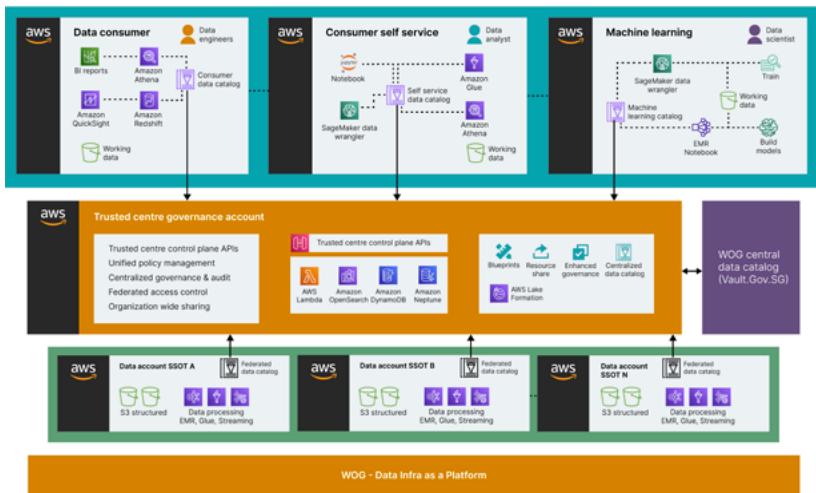 aws
Data consumer
Data
engineers
BI reports
Amazon
Athena
Consumer
data catalog
Amazon
QuickSight
Amazon
Redshift
Working
data
aws
Consumer self service
Data
analyst
Notebook
Amazon
Glue
Self service
data catalog
SageMaker data
wrangler
Amazon
Athena
Working
data
aws
Machine learning
Data
scientist
SageMaker data
wrangler
Train
Working
data
Machine
learning catalog
EMR
Notebook
Build
models
aws
Trusted centre governance account
Trusted centre control plane APIs
Unified policy management
Centralized governance & audit
Federated access control
Organization wide sharing
Trusted centre control plane APIs
AWS
Lambda
Amazon
OpenSearch
Amazon
DynamoDB
Amazon
Neptune
Blueprints
Resource
share
Enhanced
governance
Centralized
data catalog
AWS Lake
Formation
WOG central
data catalog
(Vault.Gov.SG)
aws
Data account SSOT A
Federated
data catalog
S3 structured
Data processing
EMR, Glue, Streaming
aws
Data account SSOT B
Federated
data catalog
S3 structured
Data processing
EMR, Glue, Streaming
aws
Data account
SSOT N
Federated
data catalog
S3 structured
Data processing
EMR, Glue, Streaming
WOG - Data Infra as a Platform